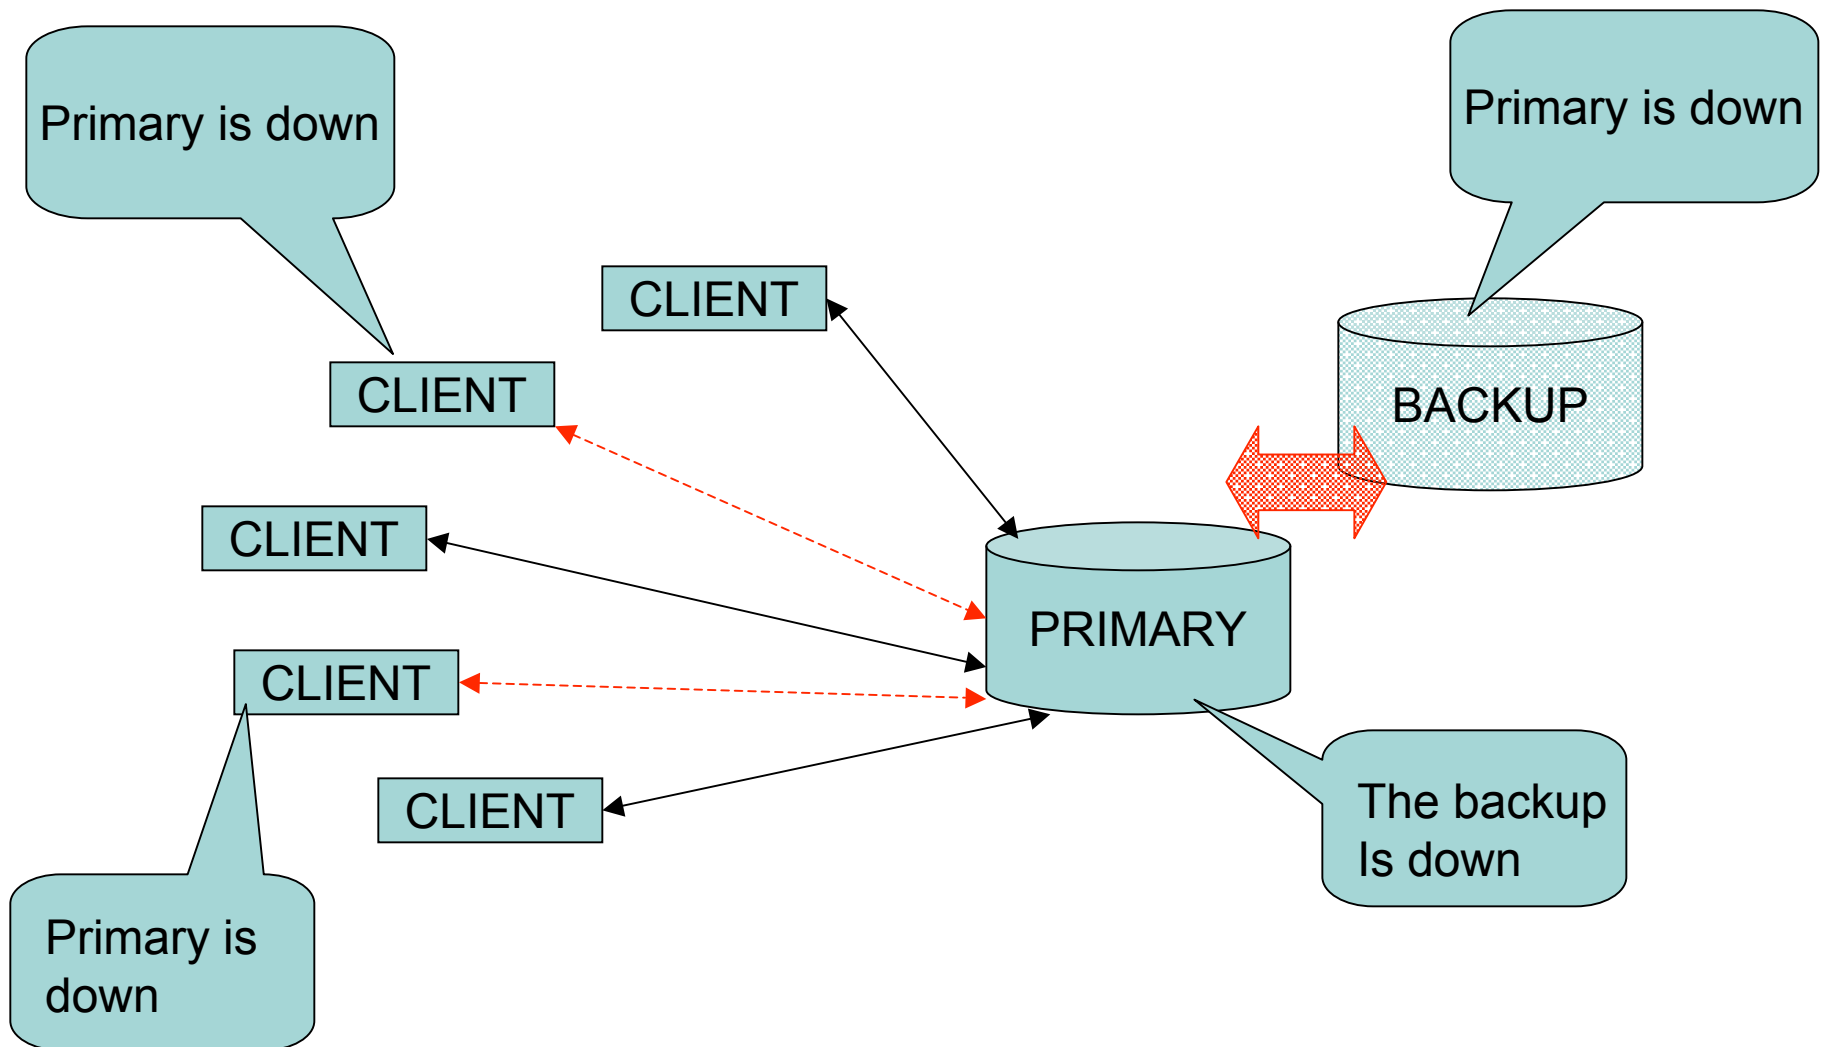 Primary is down
Primary is down
CLIENT
CLIENT
BACKUP
CLIENT
PRIMARY
CLIENT
CLIENT
The backup
Is down
Primary is
down